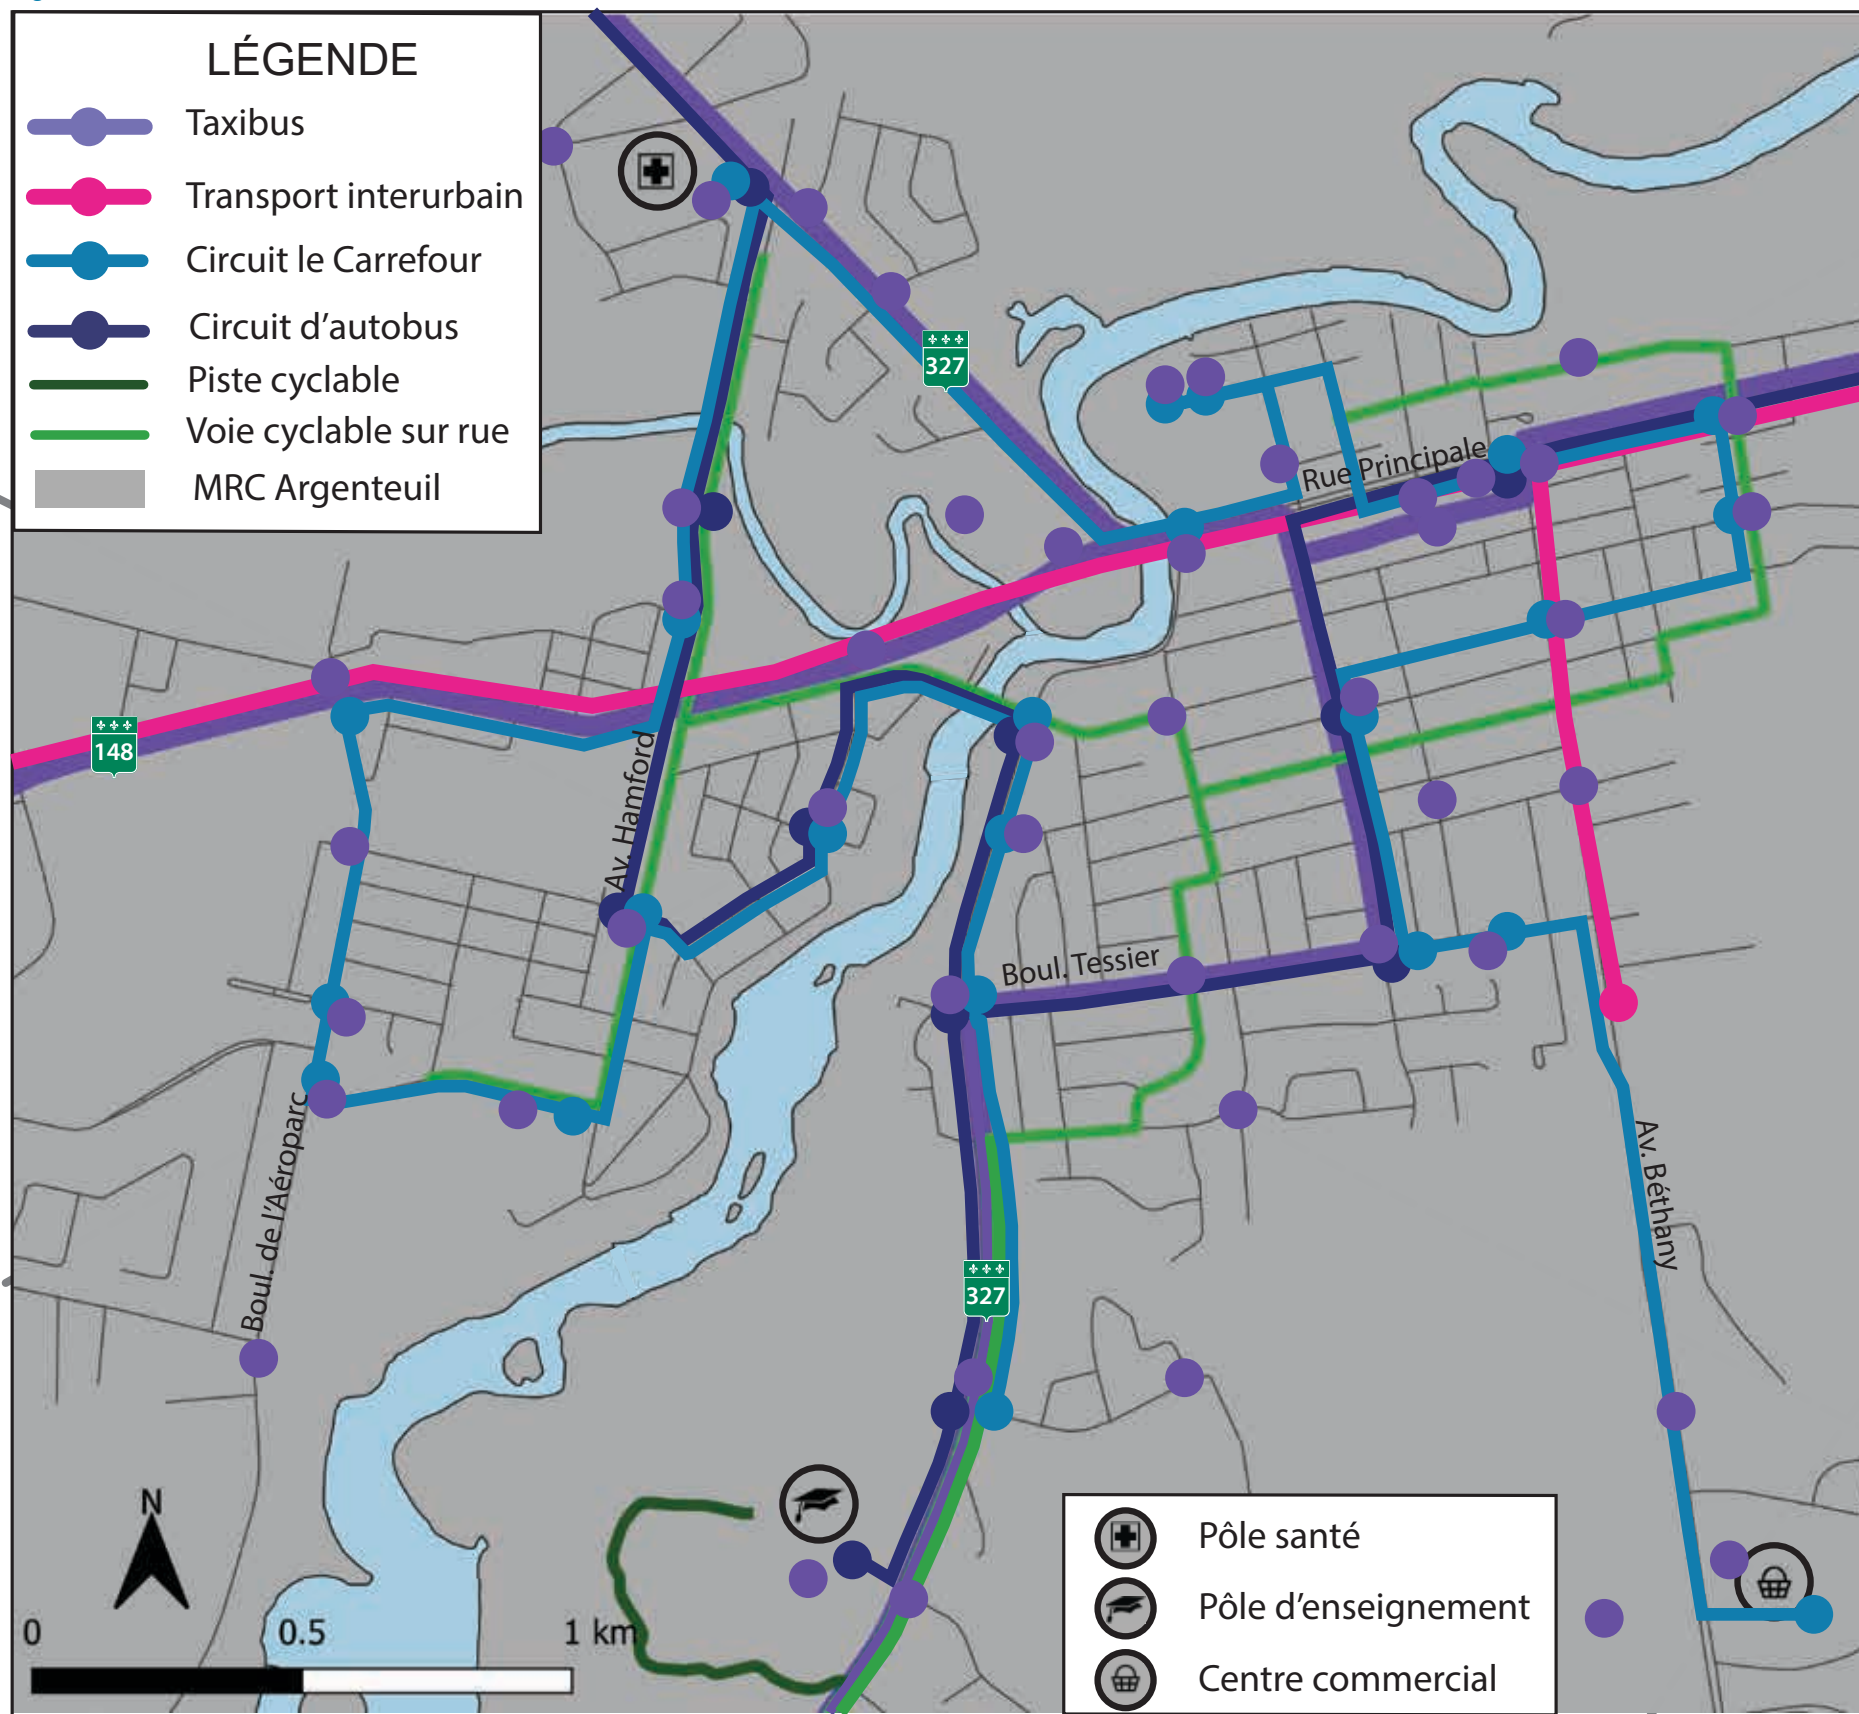 LÉGENDE
Taxibus
Transport interurbain
Circuit le Carrefour
Circuit d'autobus
Piste cyclable
Voie cyclable sur rue
MRC Argenteuil
327
Rue Principale
148
Av. Hamford
Boul. Tessier
Boul. de l'Aéroparc
Av. Béthany
327
N
0 0.5 1 km
Pôle santé
Pôle d'enseignement
Centre commercial